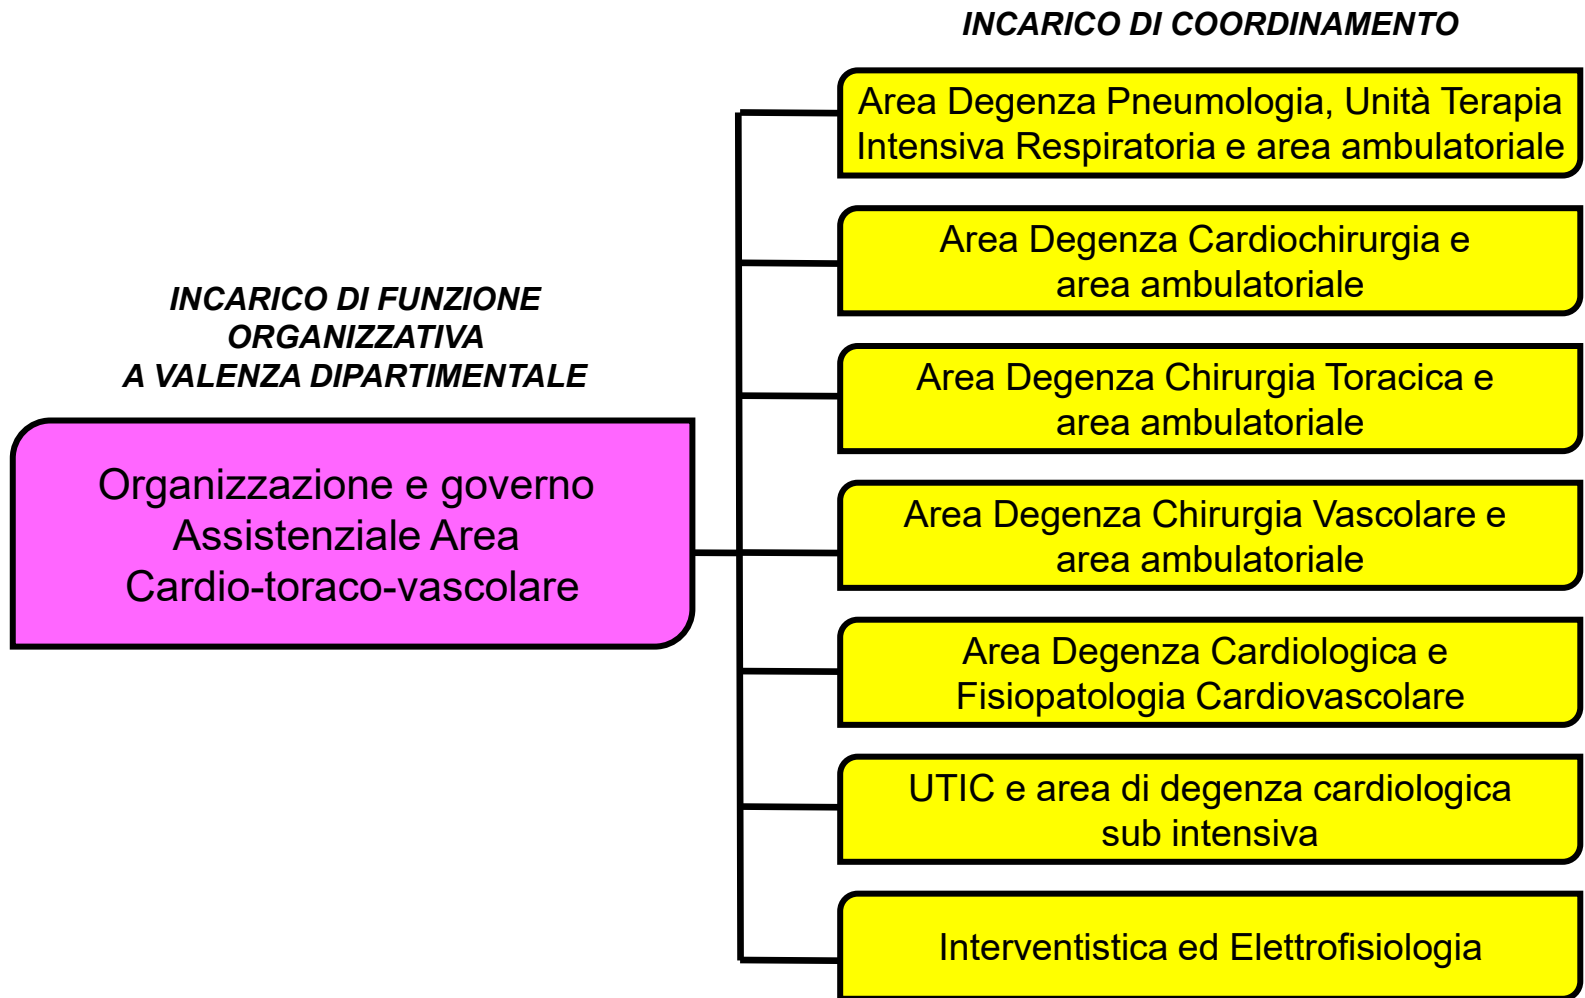 INCARICO DI COORDINAMENTO
Area Degenza Pneumologia, Unità Terapia
Intensiva Respiratoria e area ambulatoriale
Area Degenza Cardiochirurgia e
area ambulatoriale
INCARICO DI FUNZIONE
ORGANIZZATIVA
A VALENZA DIPARTIMENTALE
Area Degenza Chirurgia Toracica e
area ambulatoriale
Organizzazione e governo
Assistenziale Area
Cardio-toraco-vascolare
Area Degenza Chirurgia Vascolare e
area ambulatoriale
Area Degenza Cardiologica e
Fisiopatologia Cardiovascolare
UTIC e area di degenza cardiologica
sub intensiva
Interventistica ed Elettrofisiologia